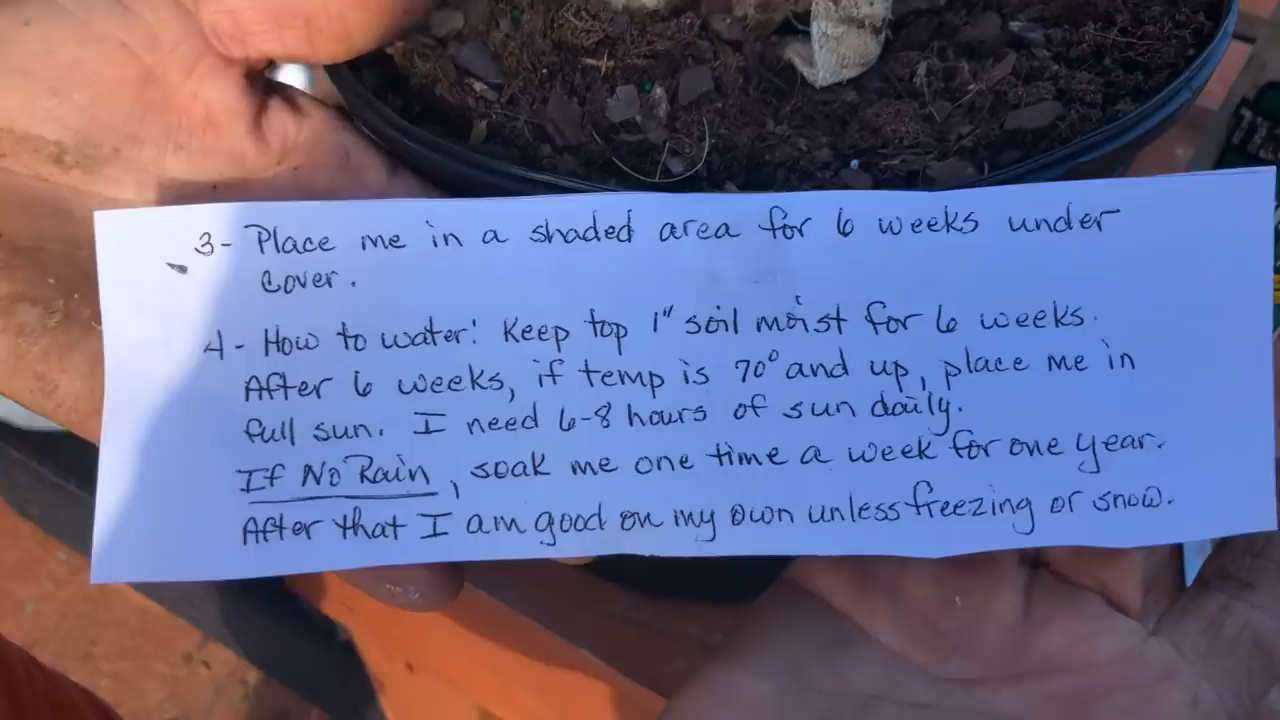 3- Place me in a shaded area for 6 weeks under
cover.
4- How to water: Keep top 1" soil moist for 6 weeks.
After 6 weeks, if temp is 70° and up, place me in
full sun. I need 6-8 hours of sun daily.
If No Rain, soak me one time a week for one year.
After that I am good on my own unless freezing or snow.